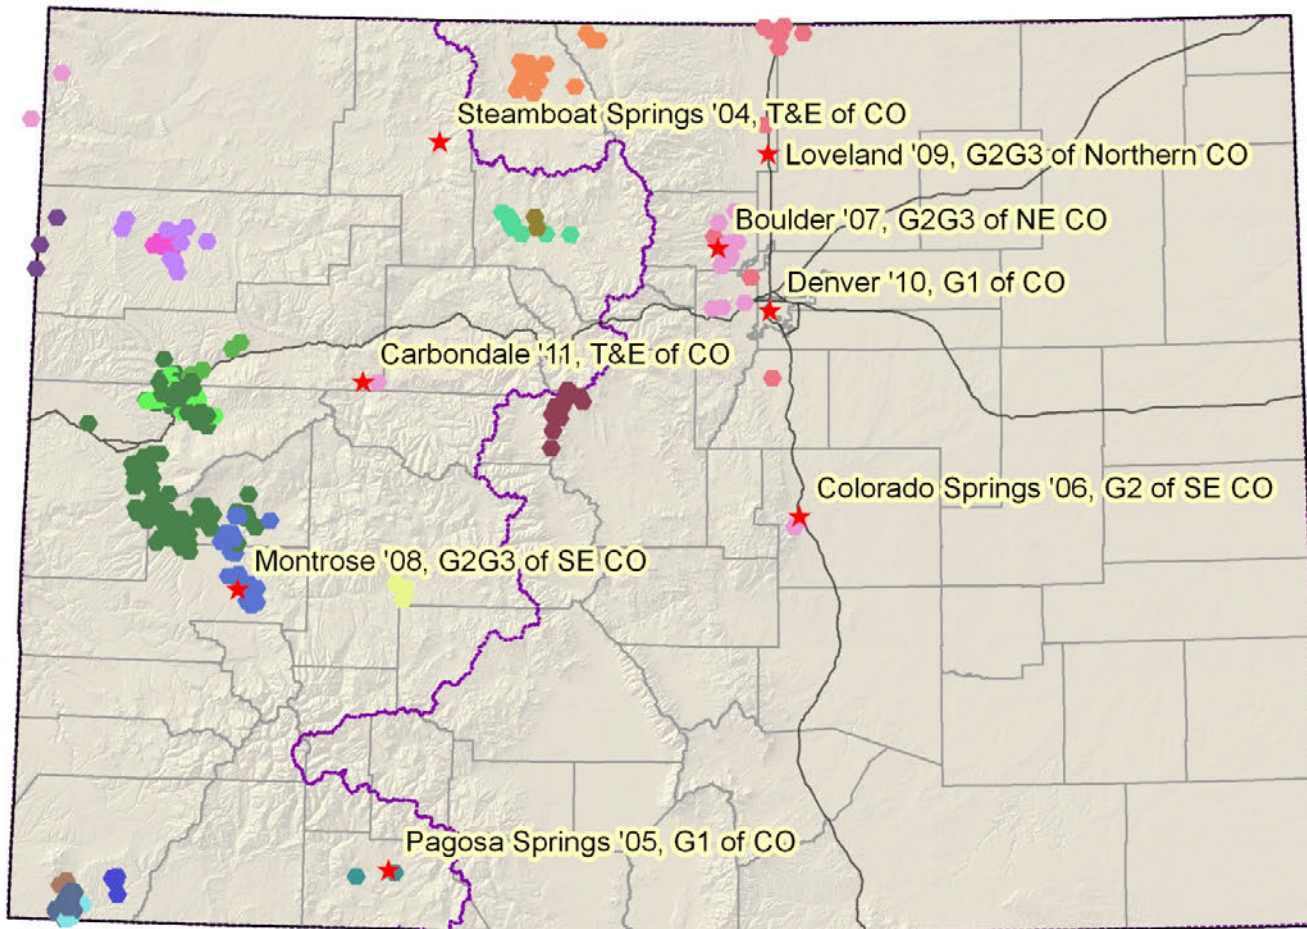 Steamboat Springs '04, T&E of CO
Loveland '09, G2G3 of Northern CO
Boulder '07, G2G3 of NE CO
Denver '10, G1 of CO
Carbondale '11, T&E of CO
Colorado Springs '06, G2 of SE CO
Montrose '08, G2G3 of SE CO
Pagosa Springs '05, G1 of CO